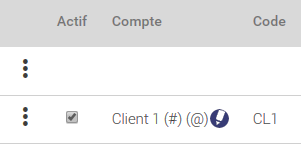 Actif Compte Code
Client 1 (#) (@) CL1